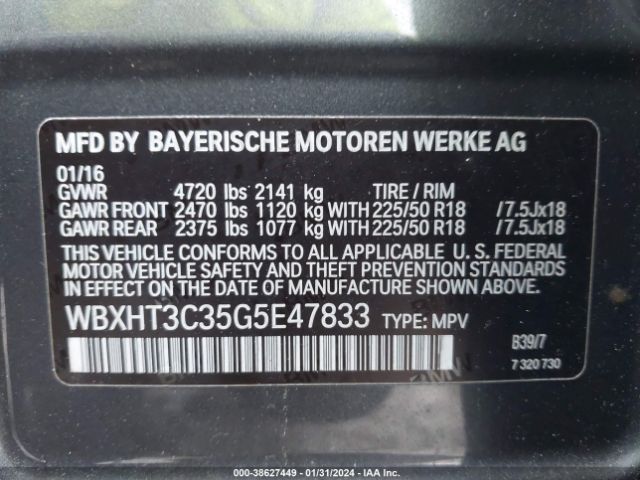 MFD BY BAYERISCHE MOTOREN WERKE AG
01/16
GVWR 4720 lbs 2141 kg TIRE / RIM
GAWR FRONT 2470 lbs 1120 kg WITH 225/50 R18 /7.5Jx18
GAWR REAR 2375 lbs 1077 kg WITH 225/50 R18 /7.5Jx18
THIS VEHICLE CONFORMS TO ALL APPLICABLE U. S. FEDERAL
MOTOR VEHICLE SAFETY AND THEFT PREVENTION STANDARDS
IN EFFECT ON THE DATE OF MANUFACTURE SHOWN ABOVE.
WBXHT3C35G5E47833 TYPE: MPV
B39/7
7 320 730
000-38627449 - 01/31/2024 - IAA